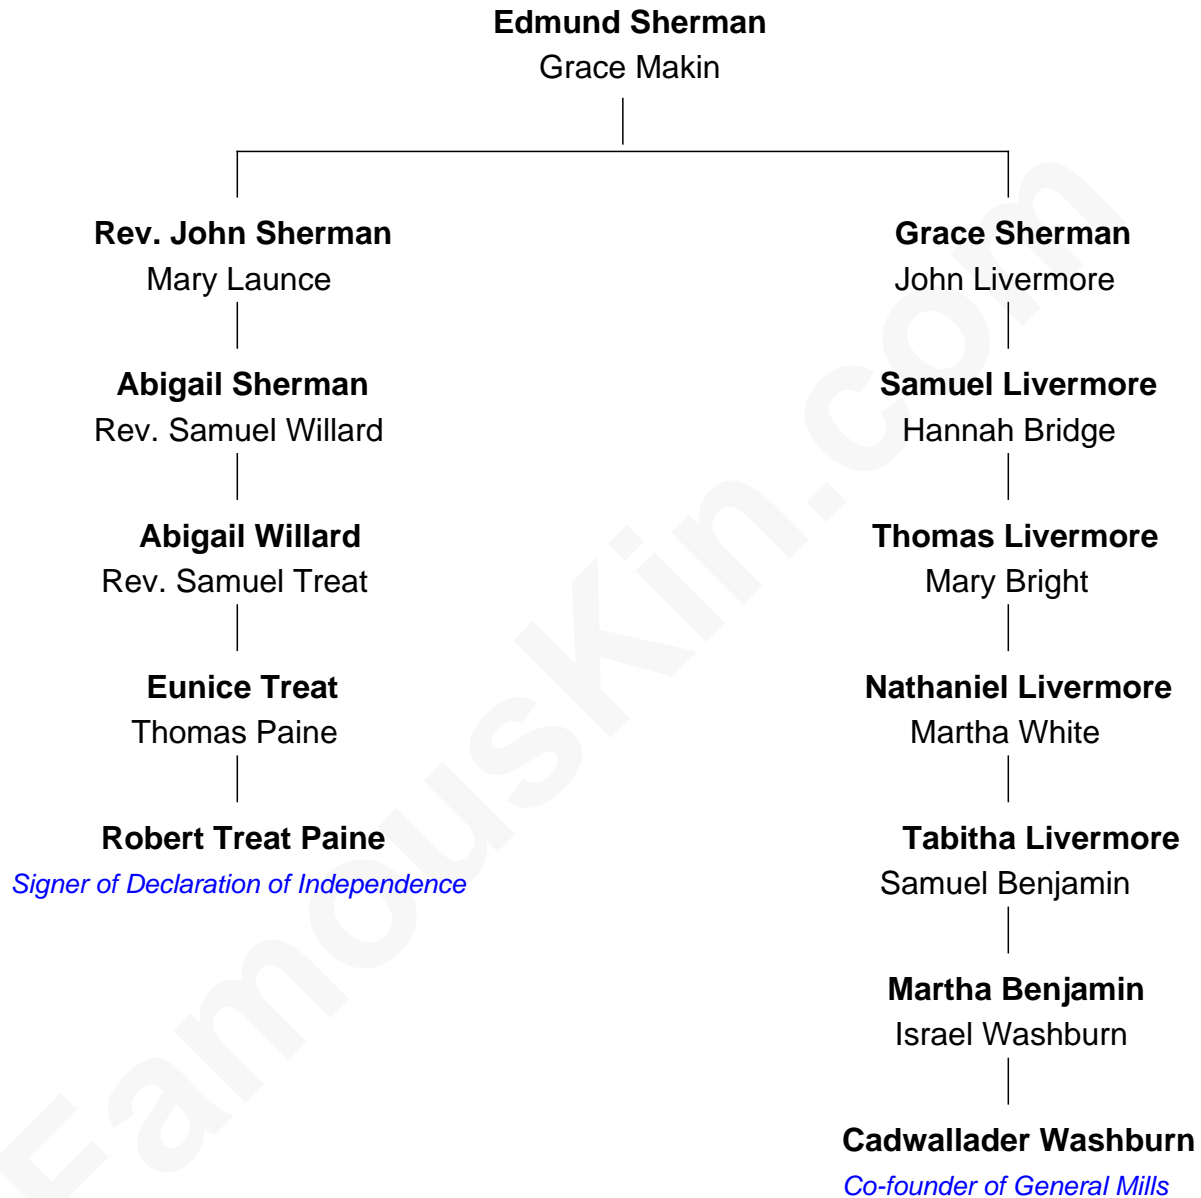 Edmund Sherman
Grace Makin
Rev. John Sherman
Mary Launce
Abigail Sherman
Rev. Samuel Willard
Abigail Willard
Rev. Samuel Treat
Eunice Treat
Thomas Paine
Robert Treat Paine
Signer of Declaration of Independence
Grace Sherman
John Livermore
Samuel Livermore
Hannah Bridge
Thomas Livermore
Mary Bright
Nathaniel Livermore
Martha White
Tabitha Livermore
Samuel Benjamin
Martha Benjamin
Israel Washburn
Cadwallader Washburn
Co-founder of General Mills
FamousKin.com